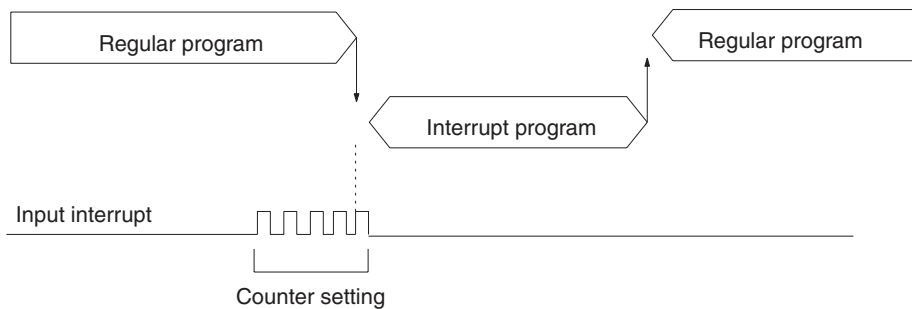 Regular program
Regular program
Interrupt program
Input interrupt
Counter setting